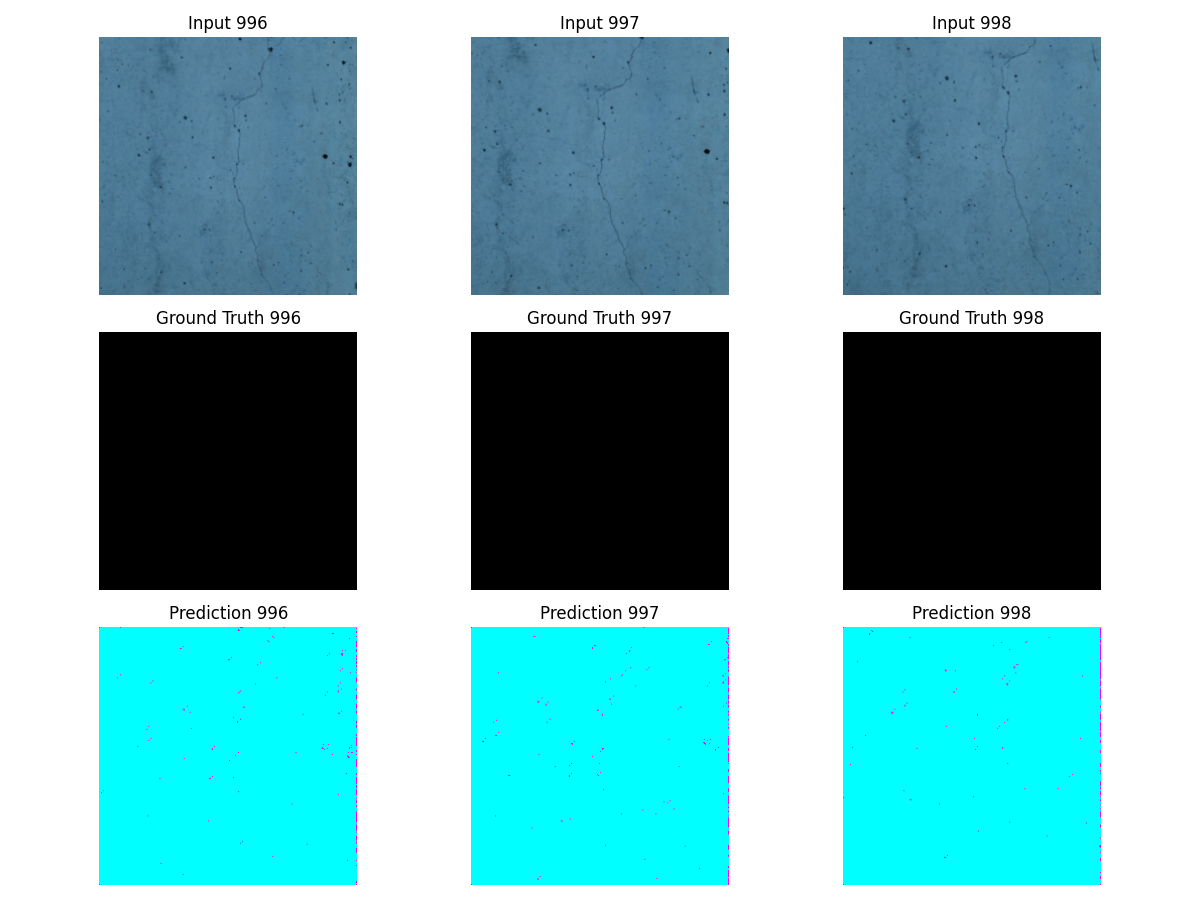 Input 996
Input 997
Input 998
Ground Truth 996
Ground Truth 997
Ground Truth 998
Prediction 996
Prediction 997
Prediction 998